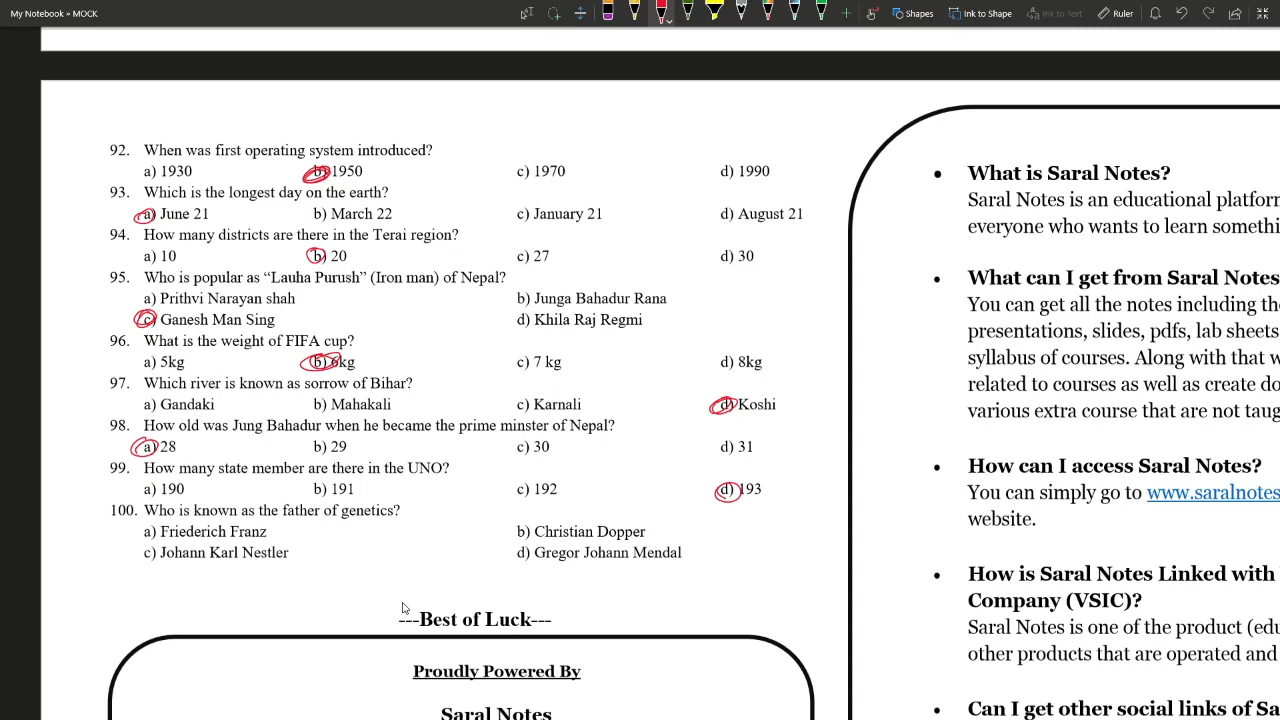 My Notebook » MOCK
Shapes Ink to Shape Ink to Text Ruler
92. When was first operating system introduced?
a) 1930 b) 1950 c) 1970 d) 1990
93. Which is the longest day on the earth?
a) June 21 b) March 22 c) January 21 d) August 21
94. How many districts are there in the Terai region?
a) 10 b) 20 c) 27 d) 30
95. Who is popular as “Lauha Purush” (Iron man) of Nepal?
a) Prithvi Narayan shah b) Junga Bahadur Rana
c) Ganesh Man Sing d) Khila Raj Regmi
96. What is the weight of FIFA cup?
a) 5kg b) 6kg c) 7 kg d) 8kg
97. Which river is known as sorrow of Bihar?
a) Gandaki b) Mahakali c) Karnali d) Koshi
98. How old was Jung Bahadur when he became the prime minster of Nepal?
a) 28 b) 29 c) 30 d) 31
99. How many state member are there in the UNO?
a) 190 b) 191 c) 192 d) 193
100. Who is known as the father of genetics?
a) Friederich Franz b) Christian Dopper
c) Johann Karl Nestler d) Gregor Johann Mendal
---Best of Luck---
Proudly Powered By
Saral Notes
• What is Saral Notes?
Saral Notes is an educational platform
everyone who wants to learn somethi
• What can I get from Saral Notes
You can get all the notes including the
presentations, slides, pdfs, lab sheets
syllabus of courses. Along with that w
related to courses as well as create do
various extra course that are not taug
• How can I access Saral Notes?
You can simply go to www.saralnotes
website.
• How is Saral Notes Linked with
Company (VSIC)?
Saral Notes is one of the product (edu
other products that are operated and
• Can I get other social links of Sa